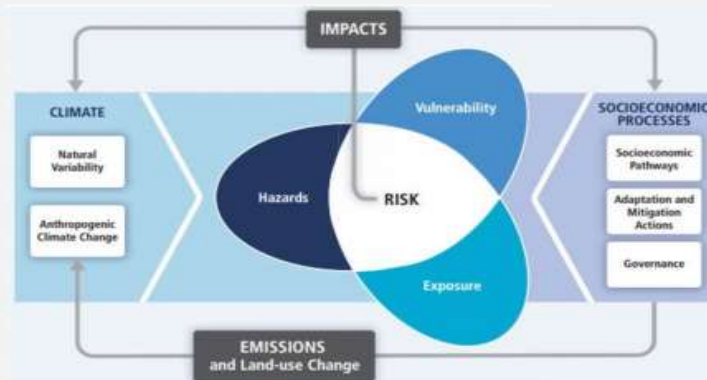 IMPACTS
CLIMATE
Natural
Variability
Anthropogenic
Climate Change
Vulnerability
Hazards
RISK
Exposure
SOCIOECONOMIC
PROCESSES
Socioeconomic
Pathways
Adaptation and
Mitigation
Actions
Governance
EMISSIONS
and Land-use Change